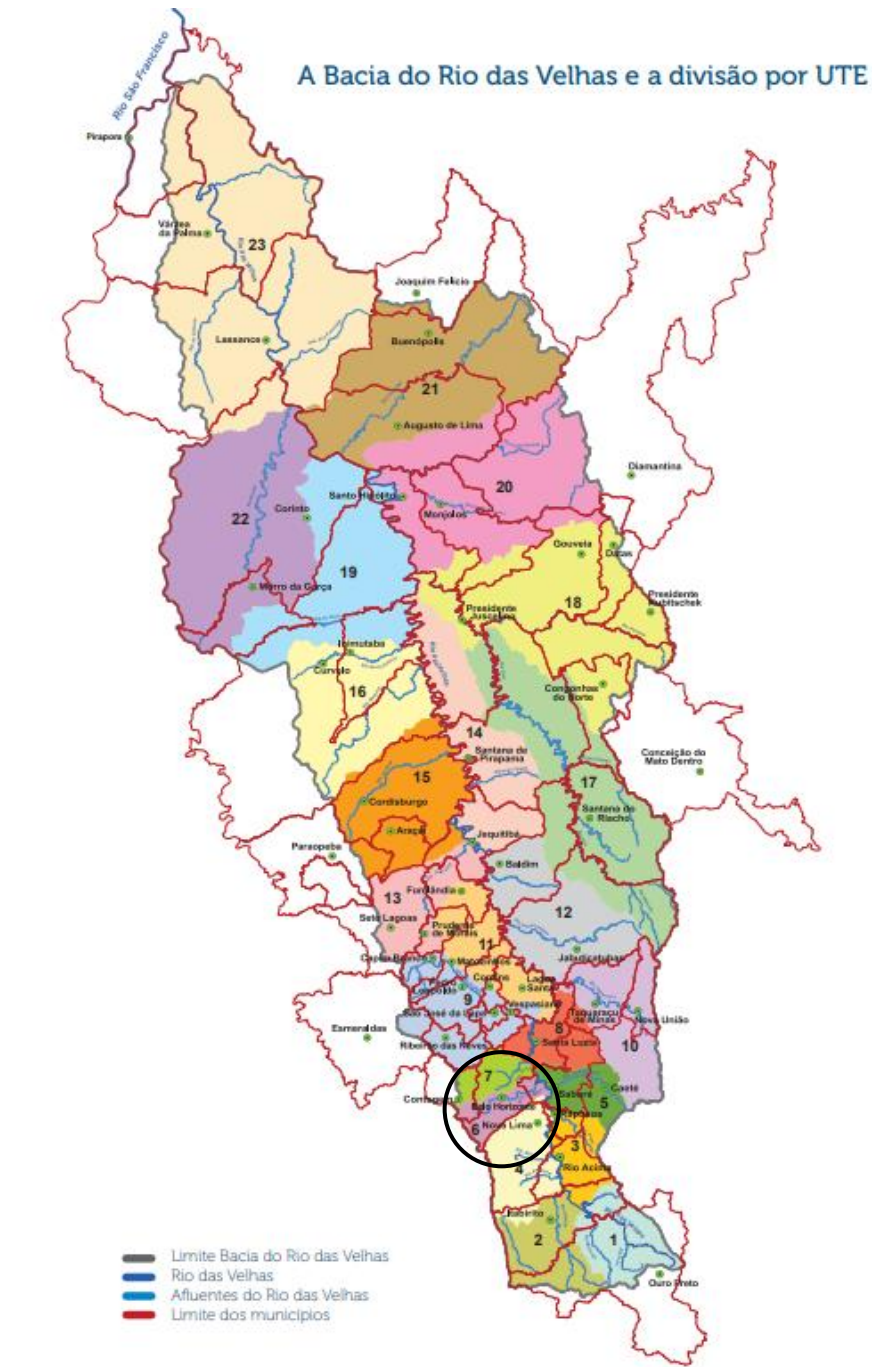 A Bacia do Rio das Velhas e a divisão por UTE
Rio São Francisco
Pirapora
Várzea
da Palma
23
Joaquim Felício
Lassance
Buenópolis
21
Augusto de Lima
Diamantina
20
Santo Hipólito
Monjolos
Corinto
22
Gouveia
Datas
19
Morro da Garça
18
Presidente
Kubitschek
Presidente
Juscelino
Inimutaba
Curvelo
16
Congonhas
do Norte
14
Santana de
Pirapama
Conceição do
Mato Dentro
15
17
Cordisburgo
Santana do
Riacho
Araçaí
Jequitibá
Paraopeba
Baldim
Funilândia
13
12
Sete Lagoas
Prudente
de Morais
11
Jaboticatubas
Capim Branco
Matozinhos
Confins
Lagoa
Santa
Pedro
Leopoldo
9
Vespasiano
Taquaraçu
de Minas
Nova União
São José da Lapa
8
Esmeraldas
Ribeirão das Neves
Santa Luzia
10
7
Contagem
Sabará
Caeté
Belo Horizonte
5
Raposos
6
Nova Lima
3
4
Rio Acima
Itabirito
2
1
Ouro Preto
Limite Bacia do Rio das Velhas
Rio das Velhas
Afluentes do Rio das Velhas
Limite dos municípios